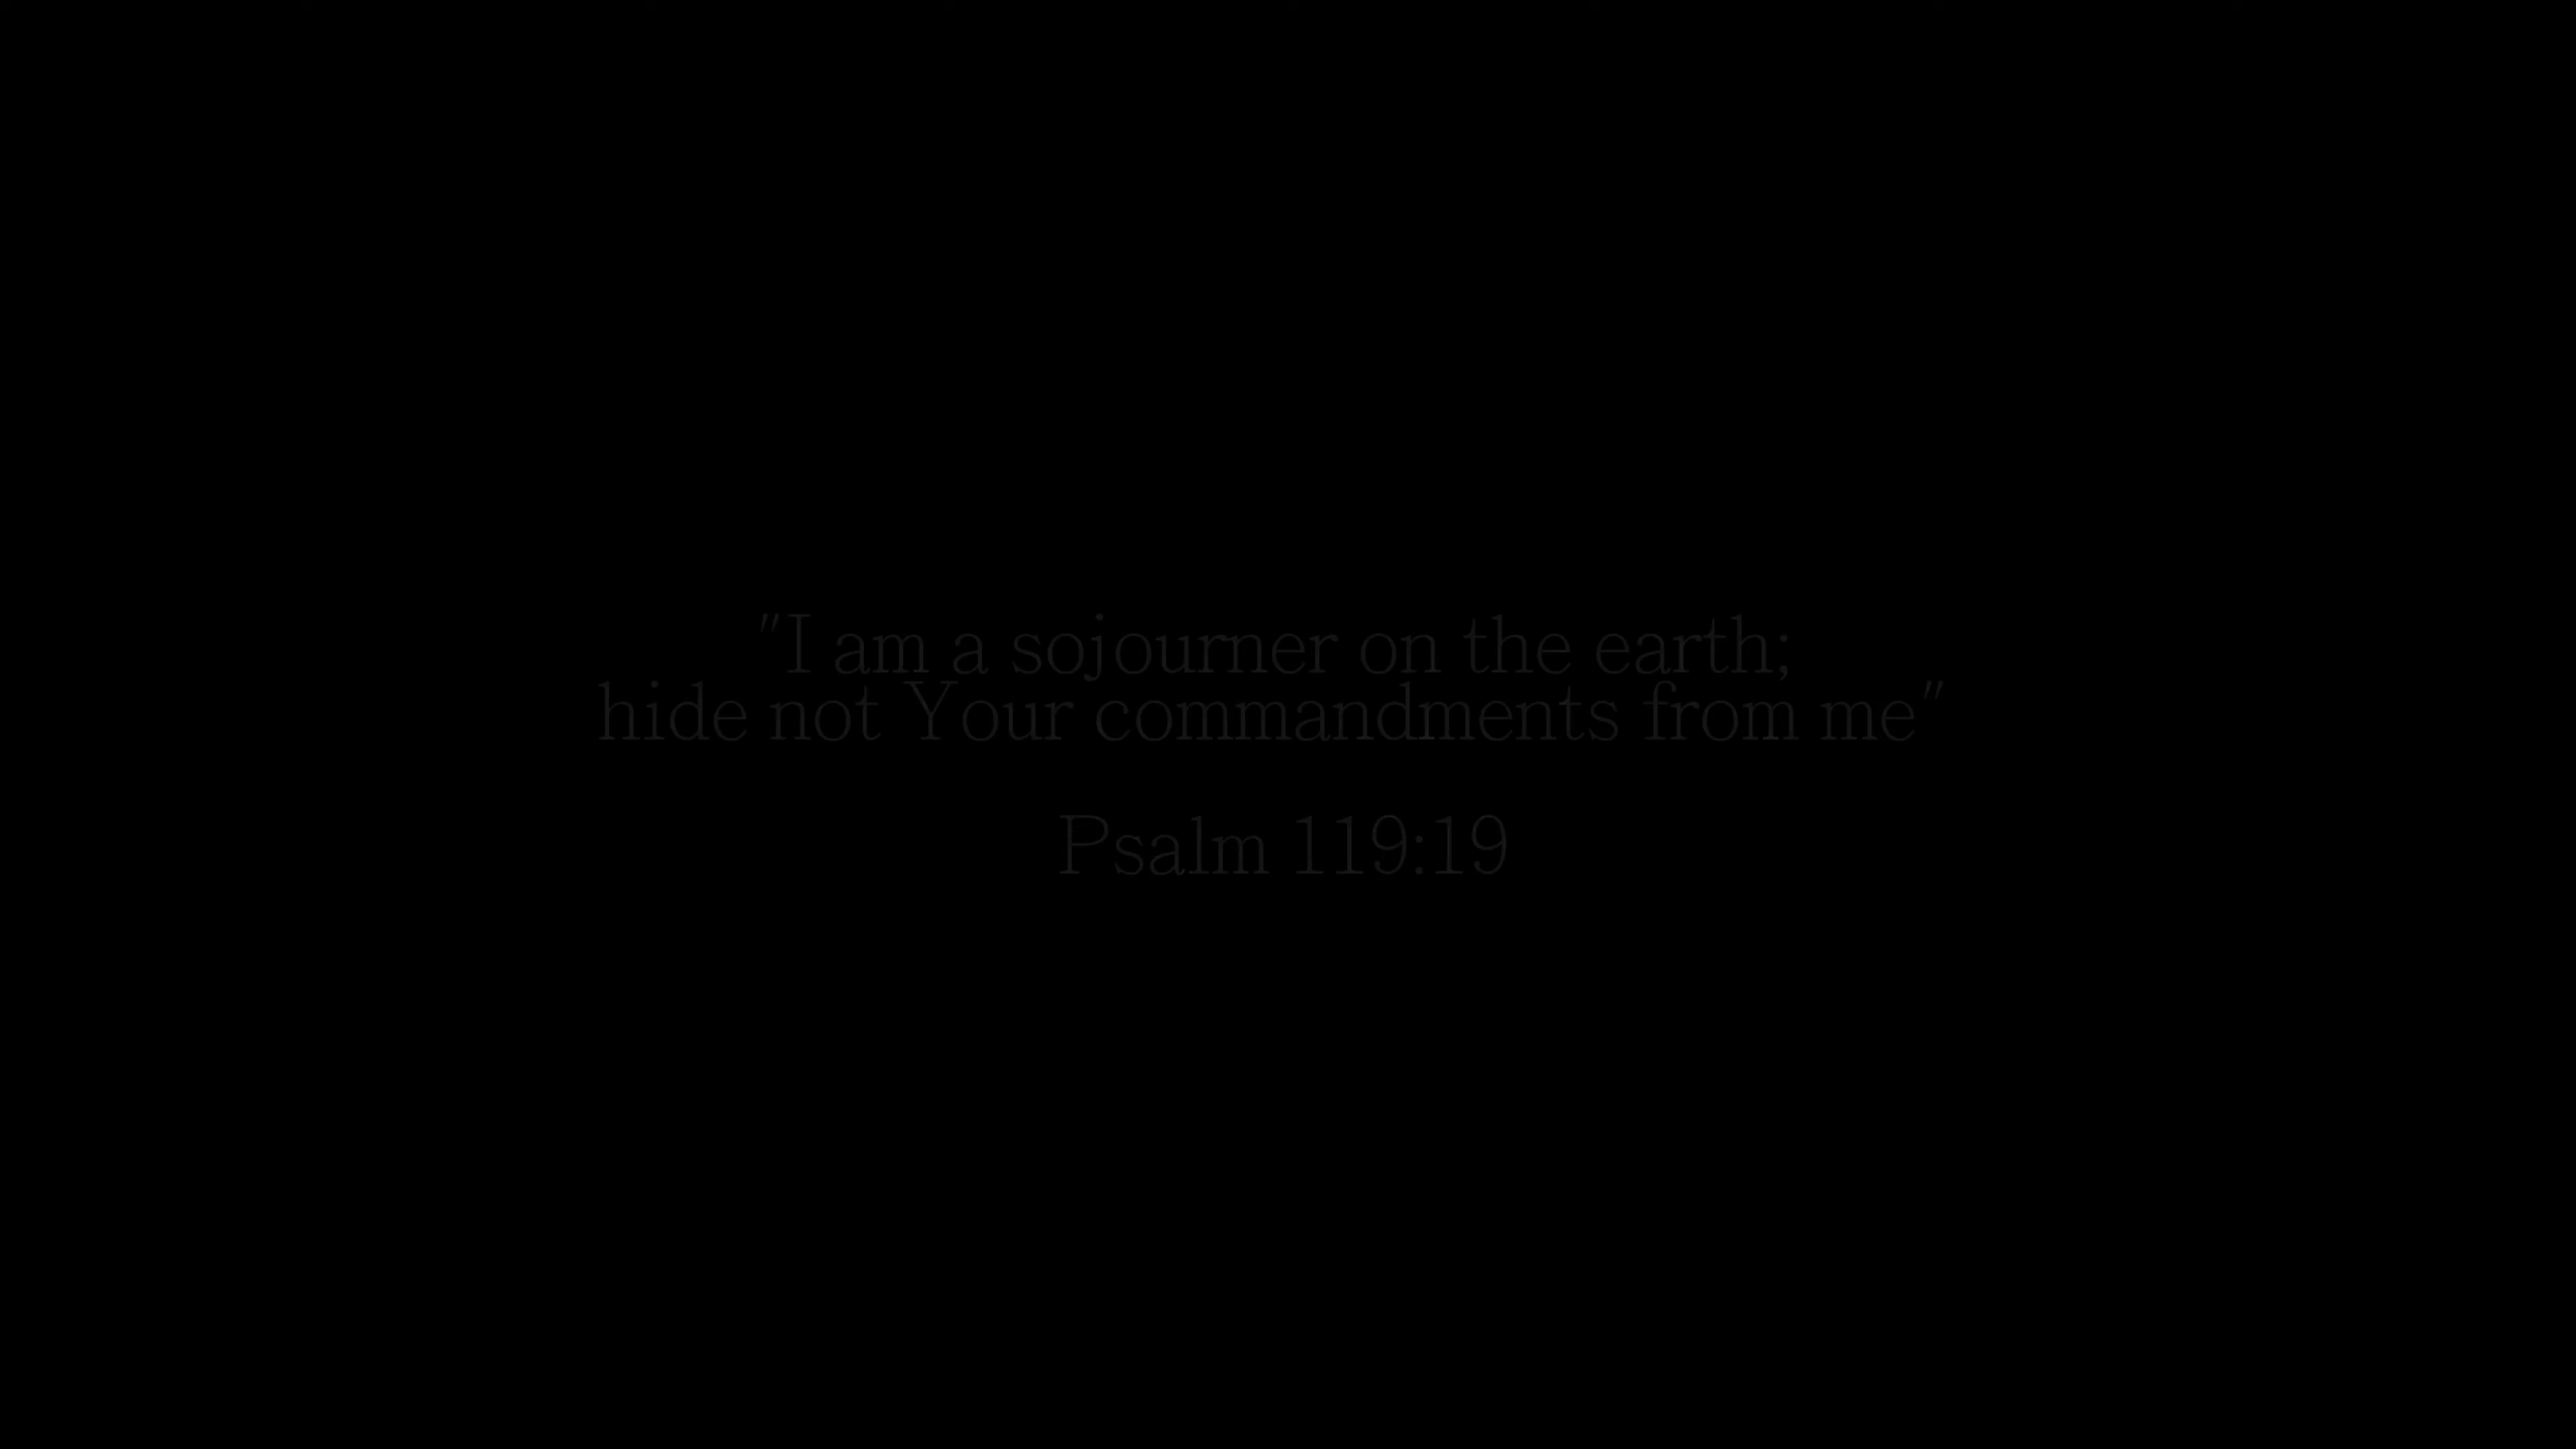 "I am a sojourner on the earth;
hide not Your commandments from me"
Psalm 119:19